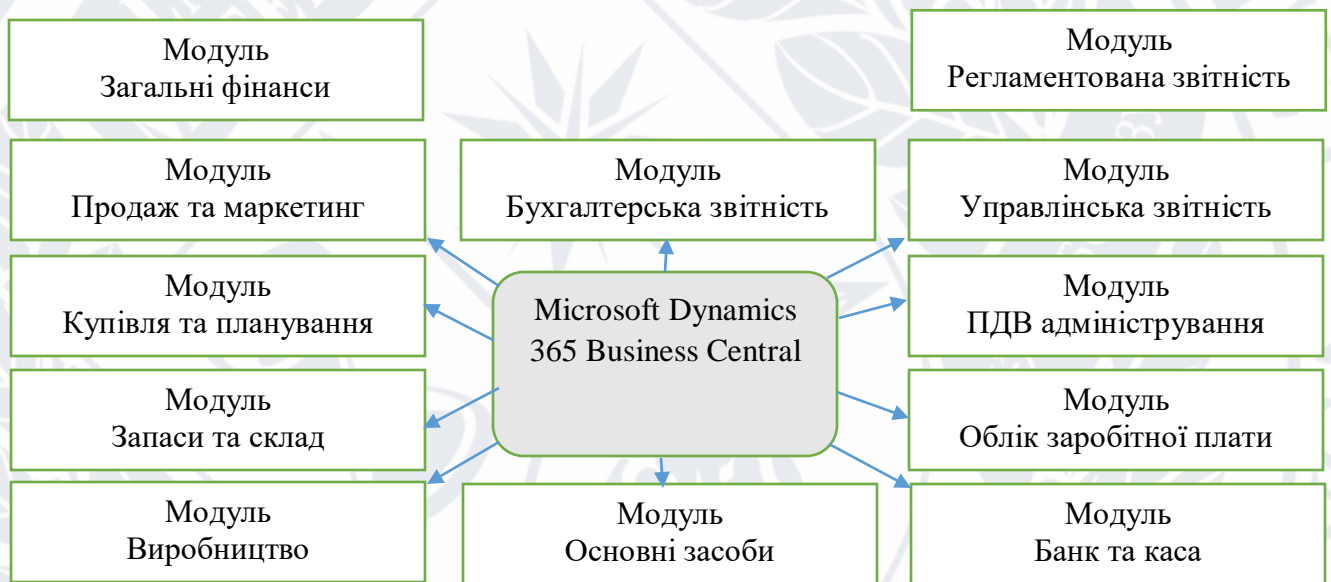 Модуль
Загальні фінанси
Модуль
Регламентована звітність
Модуль
Продаж та маркетинг
Модуль
Бухгалтерська звітність
Модуль
Управлінська звітність
Модуль
Купівля та планування
Microsoft Dynamics
365 Business Central
Модуль
ПДВ адміністрування
Модуль
Запаси та склад
Модуль
Облік заробітної плати
Модуль
Виробництво
Модуль
Основні засоби
Модуль
Банк та каса